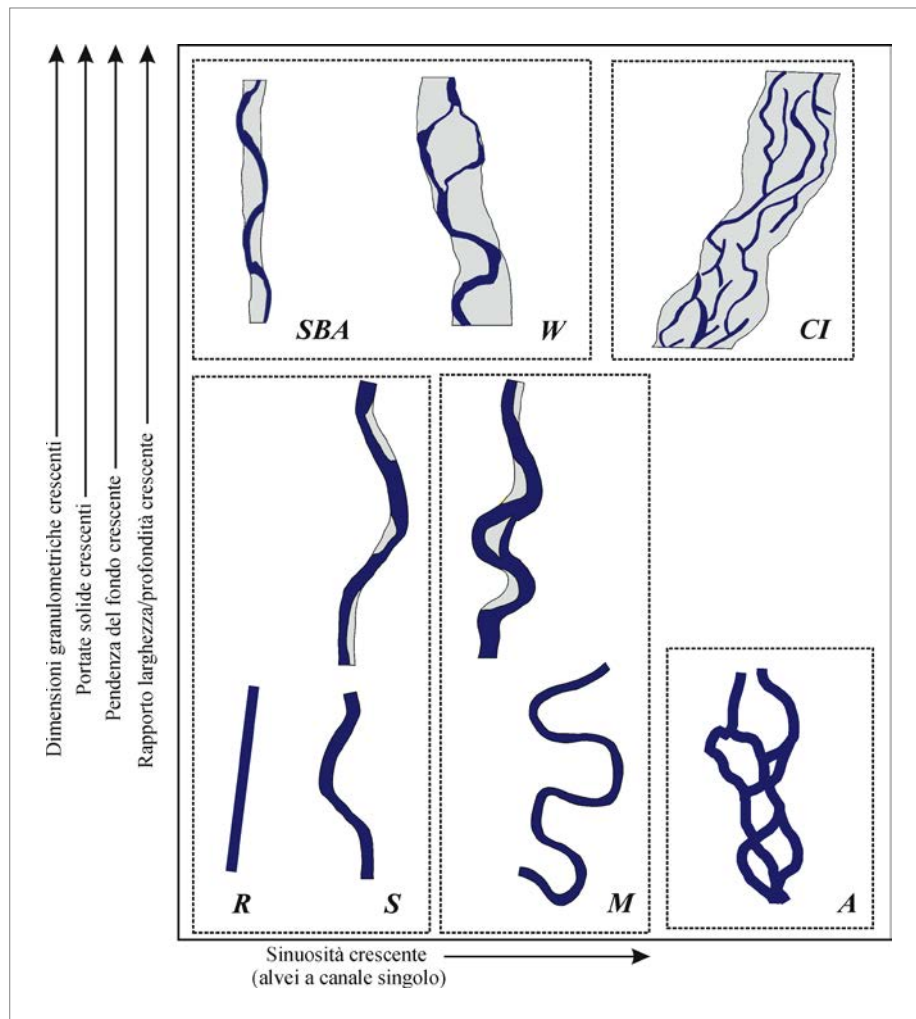 Dimensioni granulometriche crescenti
Portate solide crescenti
Pendenza del fondo crescente
Rapporto larghezza/profondità crescente
SBA
W
CI
R
S
M
A
Sinuosità crescente
(alvei a canale singolo)